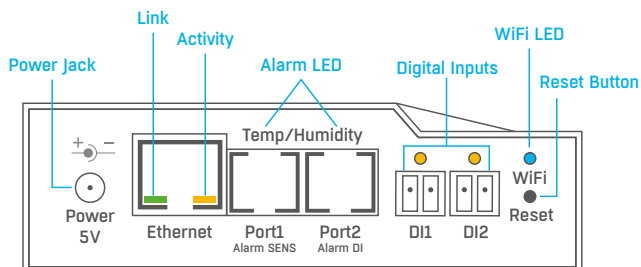 Link
Activity
WiFi LED
Power Jack
Alarm LED
Digital Inputs
Reset Button
Temp/Humidity
+ −
WiFi
Power
5V
Ethernet
Port1
Alarm SENS
Port2
Alarm DI
DI1
DI2
Reset